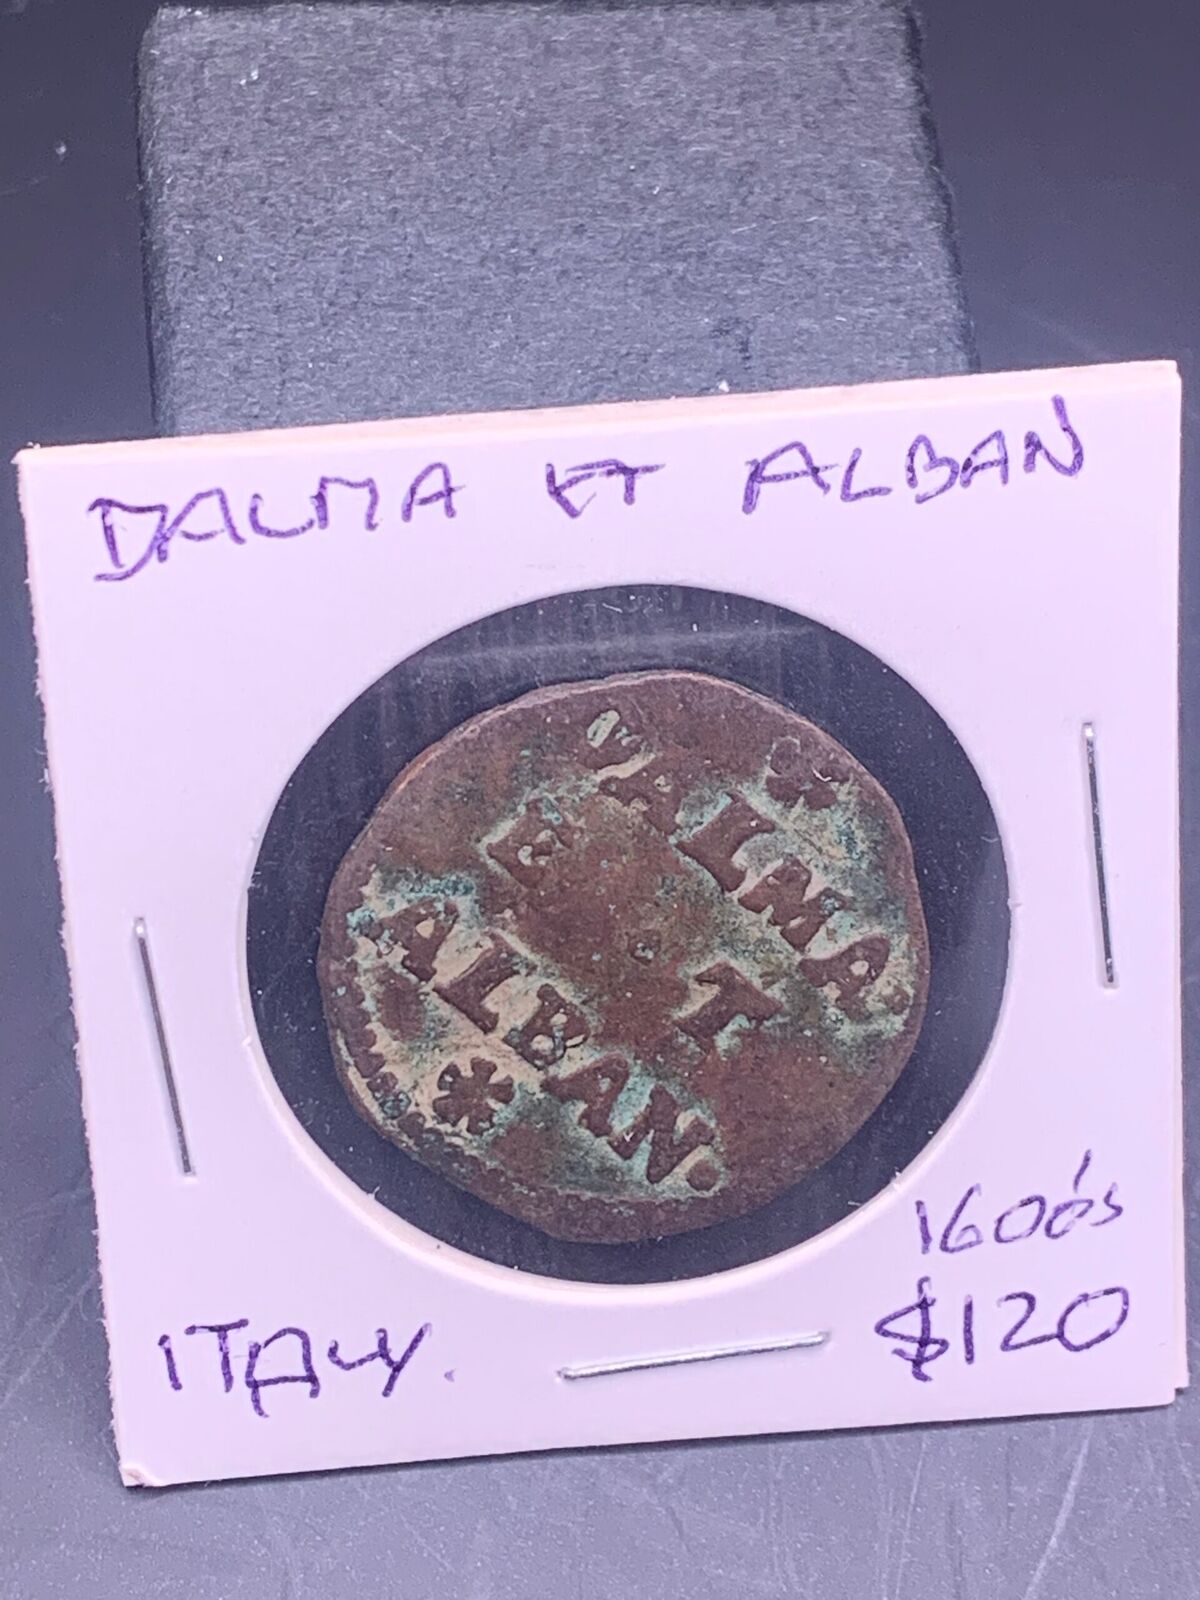 DALMA ET ALBAN
DALMA
ET
ALBAN.
1600's
$120
ITALY.